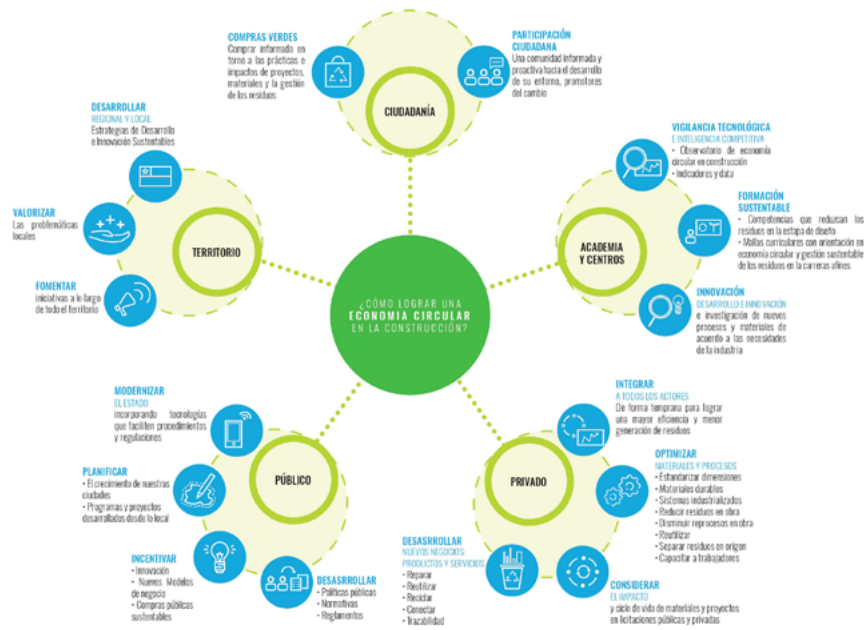 COMPRAS VERDES
Comprar informado en
torno a las prácticas e
impactos de proyectos,
materiales y la gestión
de los residuos
PARTICIPACIÓN
CIUDADANA
Una comunidad informada y
proactiva hacia el desarrollo
de su entorno, promotores
del cambio
CIUDADANÍA
DESARROLLAR
REGIONAL Y LOCAL
Estrategias de Desarrollo
e Innovación Sustentables
VALORIZAR
Las problemáticas
locales
FOMENTAR
iniciativas a lo largo
de todo el territorio
TERRITORIO
VIGILANCIA TECNOLÓGICA
E INTELIGENCIA COMPETITIVA
• Observatorio de economía
circular en construcción
• Indicadores y data
FORMACIÓN
SUSTENTABLE
• Competencias que reduzcan los
residuos en la estapa de diseño
• Mallas curriculares con orientación en
economía circular y gestión sustentable
de los residuos en la carreras afines
INNOVACIÓN
DESARROLLO E INNOVACIÓN
e investigación de nuevos
procesos y materiales de
acuerdo a las necesidades
de la industria
ACADEMIA
Y CENTROS
¿CÓMO LOGRAR UNA
ECONOMIA CIRCULAR
EN LA CONSTRUCCIÓN?
MODERNIZAR
EL ESTADO
incorporando tecnologías
que faciliten procedimientos
y regulaciones
PLANIFICAR
• El crecimiento de nuestras
ciudades
• Programas y proyectos
desarrollados desde lo local
INCENTIVAR
• Innovación
• Nuevos Modelos
de negocio
• Compras públicas
sustentables
DESASRROLLAR
• Políticas públicas
• Normativas
• Reglamentos
PÚBLICO
INTEGRAR
A TODOS LOS ACTORES
De forma temprana para lograr
una mayor eficiencia y menor
generación de residuos
OPTIMIZAR
MATERIALES Y PROCESOS
• Estandarizar dimensiones
• Materiales durables
• Sistemas industrializados
• Reducir residuos en obra
• Disminuir reprocesos en obra
• Reutilizar
• Separar residuos en origen
• Capacitar a trabajadores
PRIVADO
DESASRROLLAR
NUEVOS NEGOCIOS:
PRODUCTOS Y SERVICIOS
• Reparar
• Reutilizar
• Reciclar
• Conectar
• Trazabilidad
CONSIDERAR
EL IMPACTO
y ciclo de vida de materiales y proyectos
en licitaciones públicas y privadas